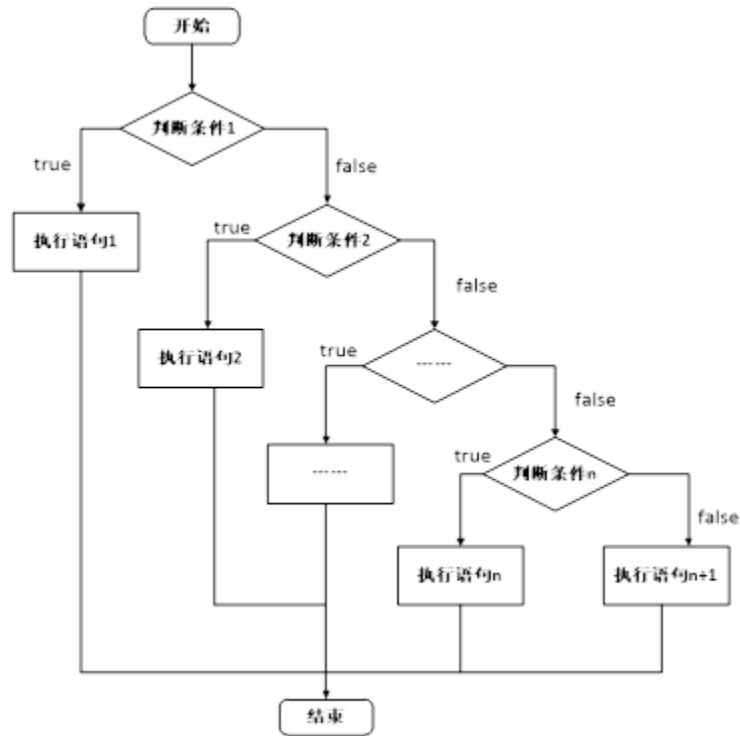 开始
判断条件1
true
false
执行语句1
true
判断条件2
false
执行语句2
true
------
false
------
true
判断条件n
false
执行语句n
执行语句n+1
结束